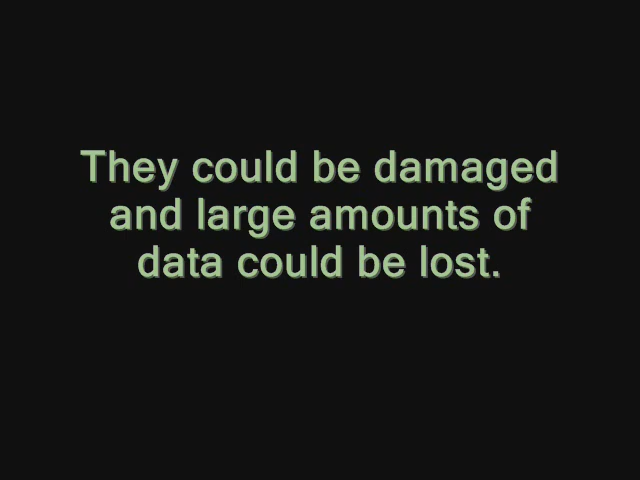 They could be damaged
and large amounts of
data could be lost.